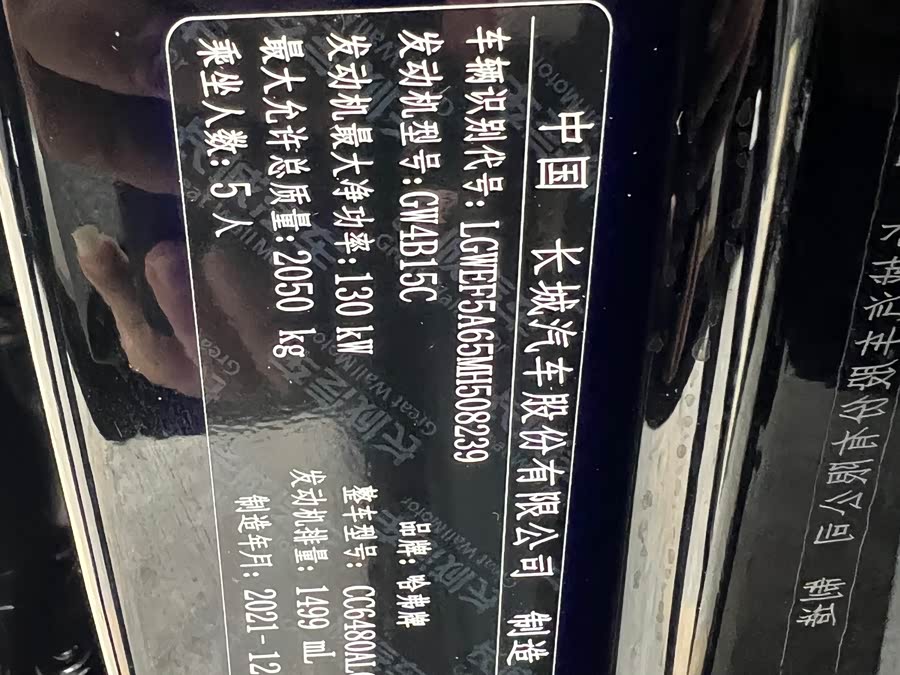 中国 长城汽车股份有限公司 制造
车辆识别代号: LGWEF5A65MH508239
品牌: 哈弗牌
发动机型号: GW4B15C
整车型号: CC6480AL
发动机最大净功率: 130 kW
发动机排量: 1499 mL
最大允许总质量: 2050 kg
制造年月: 2021-12
乘坐人数: 5 人